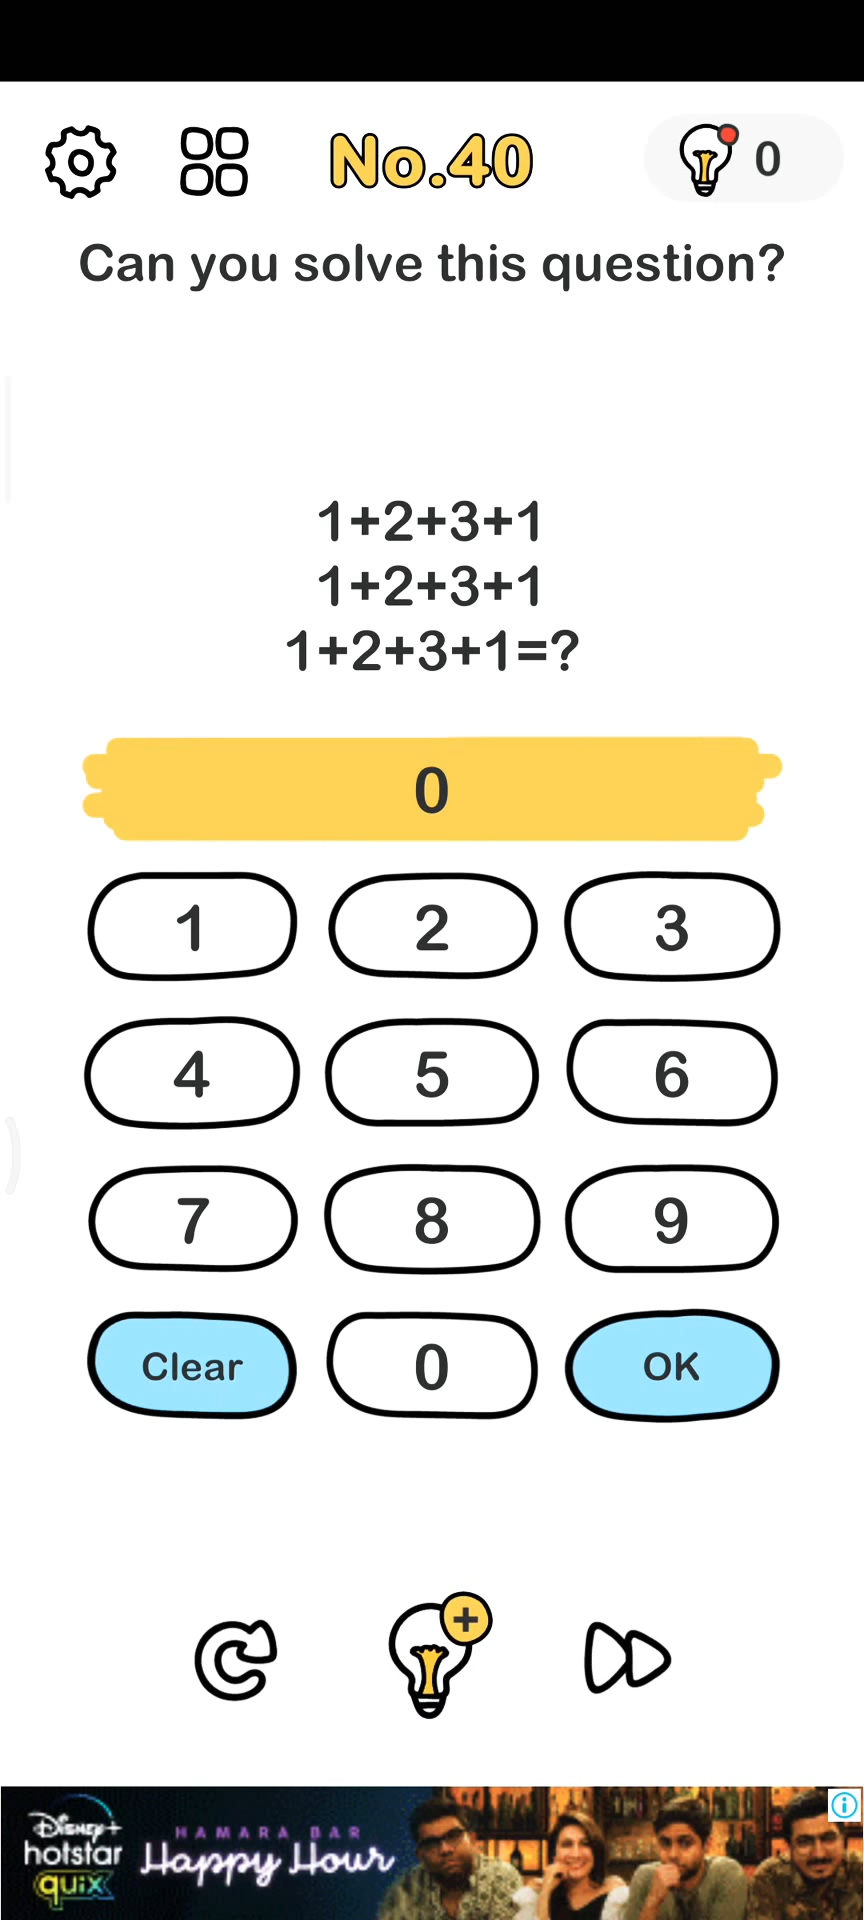 No.40
0
Can you solve this question?
1+2+3+1
1+2+3+1
1+2+3+1=?
0
1 2 3
4 5 6
7 8 9
Clear 0 OK
Disney+
hotstar
quix
HAMARA BAR
Happy Hour